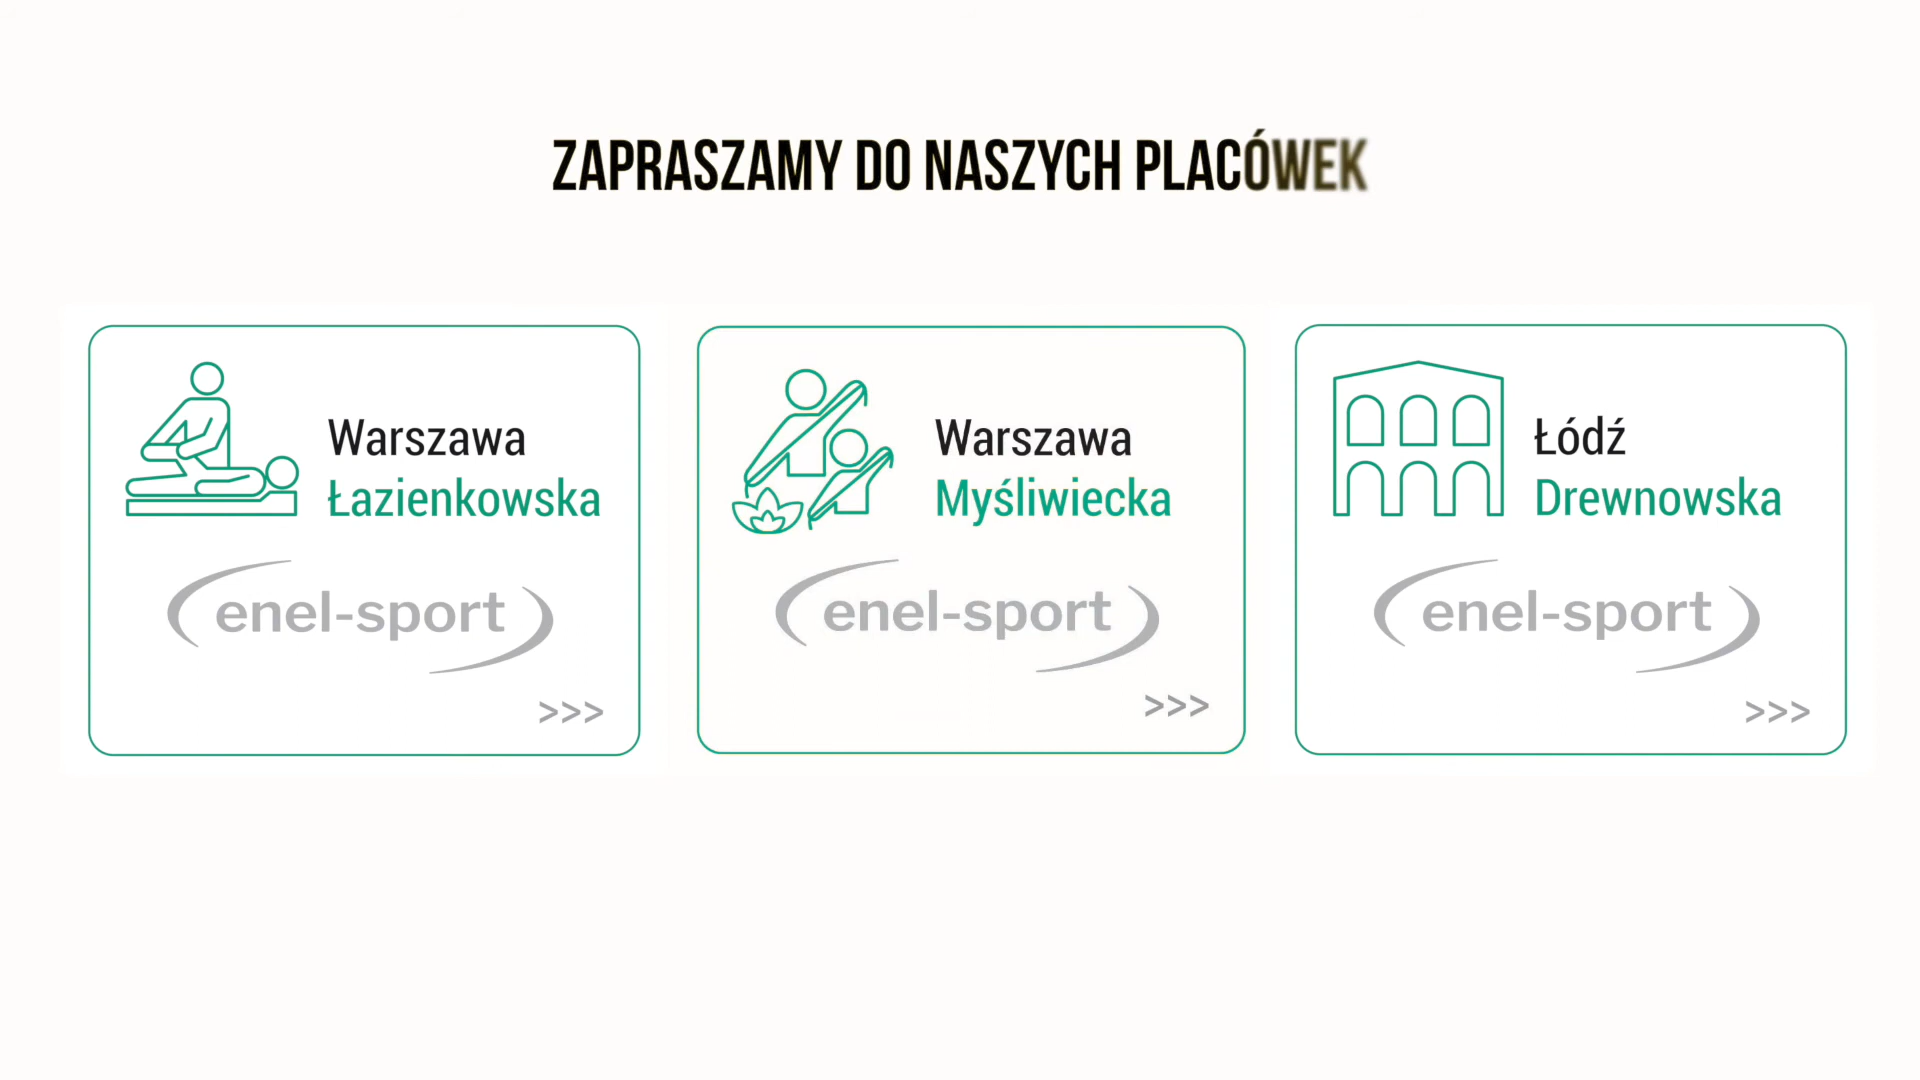 ZAPRASZAMY DO NASZYCH PLACÓWEK
Warszawa
Łazienkowska
enel-sport
>>>
Warszawa
Myśliwiecka
enel-sport
>>>
Łódź
Drewnowska
enel-sport
>>>